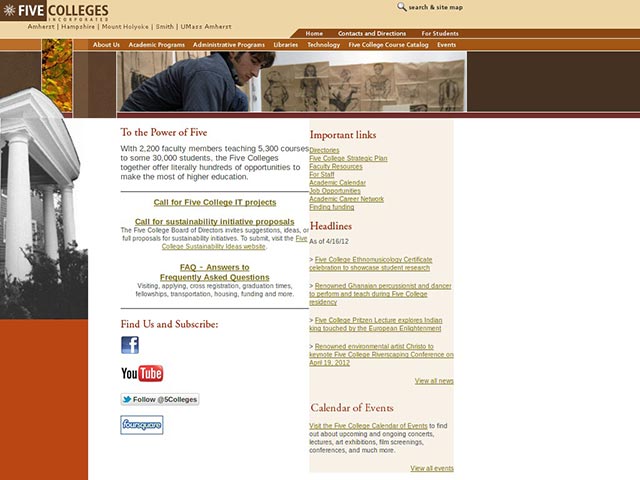 FIVE COLLEGES
INCORPORATED
search & site map
Amherst | Hampshire | Mount Holyoke | Smith | UMass Amherst
Home Contacts and Directions For Students
About Us Academic Programs Administrative Programs Libraries Technology Five College Course Catalog Events
To the Power of Five
With 2,200 faculty members teaching 5,300 courses
to some 30,000 students, the Five Colleges
together offer literally hundreds of opportunities to
make the most of higher education.
Call for Five College IT projects
Call for sustainability initiative proposals
The Five College Board of Directors invites suggestions, ideas, or
full proposals for sustainability initiatives. To submit, visit the Five
College Sustainability Ideas website.
FAQ - Answers to
Frequently Asked Questions
Visiting, applying, cross registration, graduation times,
fellowships, transportation, housing, funding and more.
Find Us and Subscribe:
f
YouTube
Follow @5Colleges
foursquare
Important links
Directories
Five College Strategic Plan
Faculty Resources
For Staff
Academic Calendar
Job Opportunities
Academic Career Network
Finding funding
Headlines
As of 4/16/12
> Five College Ethnomusicology Certificate
celebration to showcase student research
> Renowned Ghanaian percussionist and dancer
to perform and teach during Five College
residency
> Five College Pritzen Lecture explores Indian
king touched by the European Enlightenment
> Renowned environmental artist Christo to
keynote Five College Riverscaping Conference on
April 19, 2012
View all news
Calendar of Events
Visit the Five College Calendar of Events to find
out about upcoming and ongoing concerts,
lectures, art exhibitions, film screenings,
conferences, and much more.
View all events